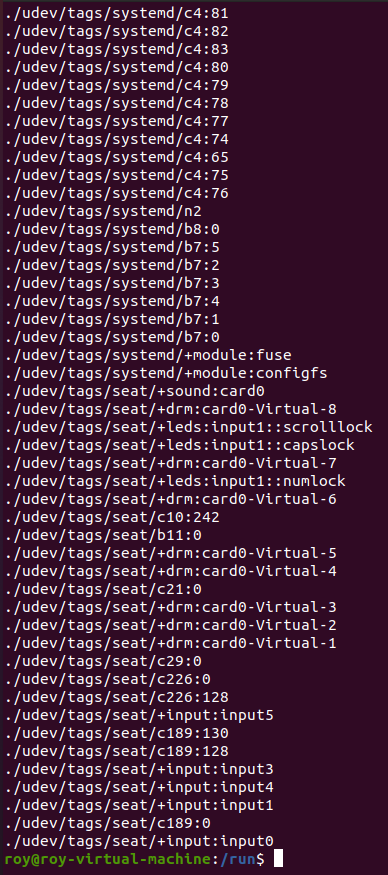 ./udev/tags/systemd/c4:81
./udev/tags/systemd/c4:82
./udev/tags/systemd/c4:83
./udev/tags/systemd/c4:80
./udev/tags/systemd/c4:79
./udev/tags/systemd/c4:78
./udev/tags/systemd/c4:77
./udev/tags/systemd/c4:74
./udev/tags/systemd/c4:65
./udev/tags/systemd/c4:75
./udev/tags/systemd/c4:76
./udev/tags/systemd/n2
./udev/tags/systemd/b8:0
./udev/tags/systemd/b7:5
./udev/tags/systemd/b7:2
./udev/tags/systemd/b7:3
./udev/tags/systemd/b7:4
./udev/tags/systemd/b7:1
./udev/tags/systemd/b7:0
./udev/tags/systemd/+module:fuse
./udev/tags/systemd/+module:configfs
./udev/tags/seat/+sound:card0
./udev/tags/seat/+drm:card0-Virtual-8
./udev/tags/seat/+leds:input1::scrolllock
./udev/tags/seat/+leds:input1::capslock
./udev/tags/seat/+drm:card0-Virtual-7
./udev/tags/seat/+leds:input1::numlock
./udev/tags/seat/+drm:card0-Virtual-6
./udev/tags/seat/c10:242
./udev/tags/seat/b11:0
./udev/tags/seat/+drm:card0-Virtual-5
./udev/tags/seat/+drm:card0-Virtual-4
./udev/tags/seat/c21:0
./udev/tags/seat/+drm:card0-Virtual-3
./udev/tags/seat/+drm:card0-Virtual-2
./udev/tags/seat/+drm:card0-Virtual-1
./udev/tags/seat/c29:0
./udev/tags/seat/c226:0
./udev/tags/seat/c226:128
./udev/tags/seat/+input:input5
./udev/tags/seat/c189:130
./udev/tags/seat/c189:128
./udev/tags/seat/+input:input3
./udev/tags/seat/+input:input4
./udev/tags/seat/+input:input1
./udev/tags/seat/c189:0
./udev/tags/seat/+input:input0
roy@roy-virtual-machine:/run$